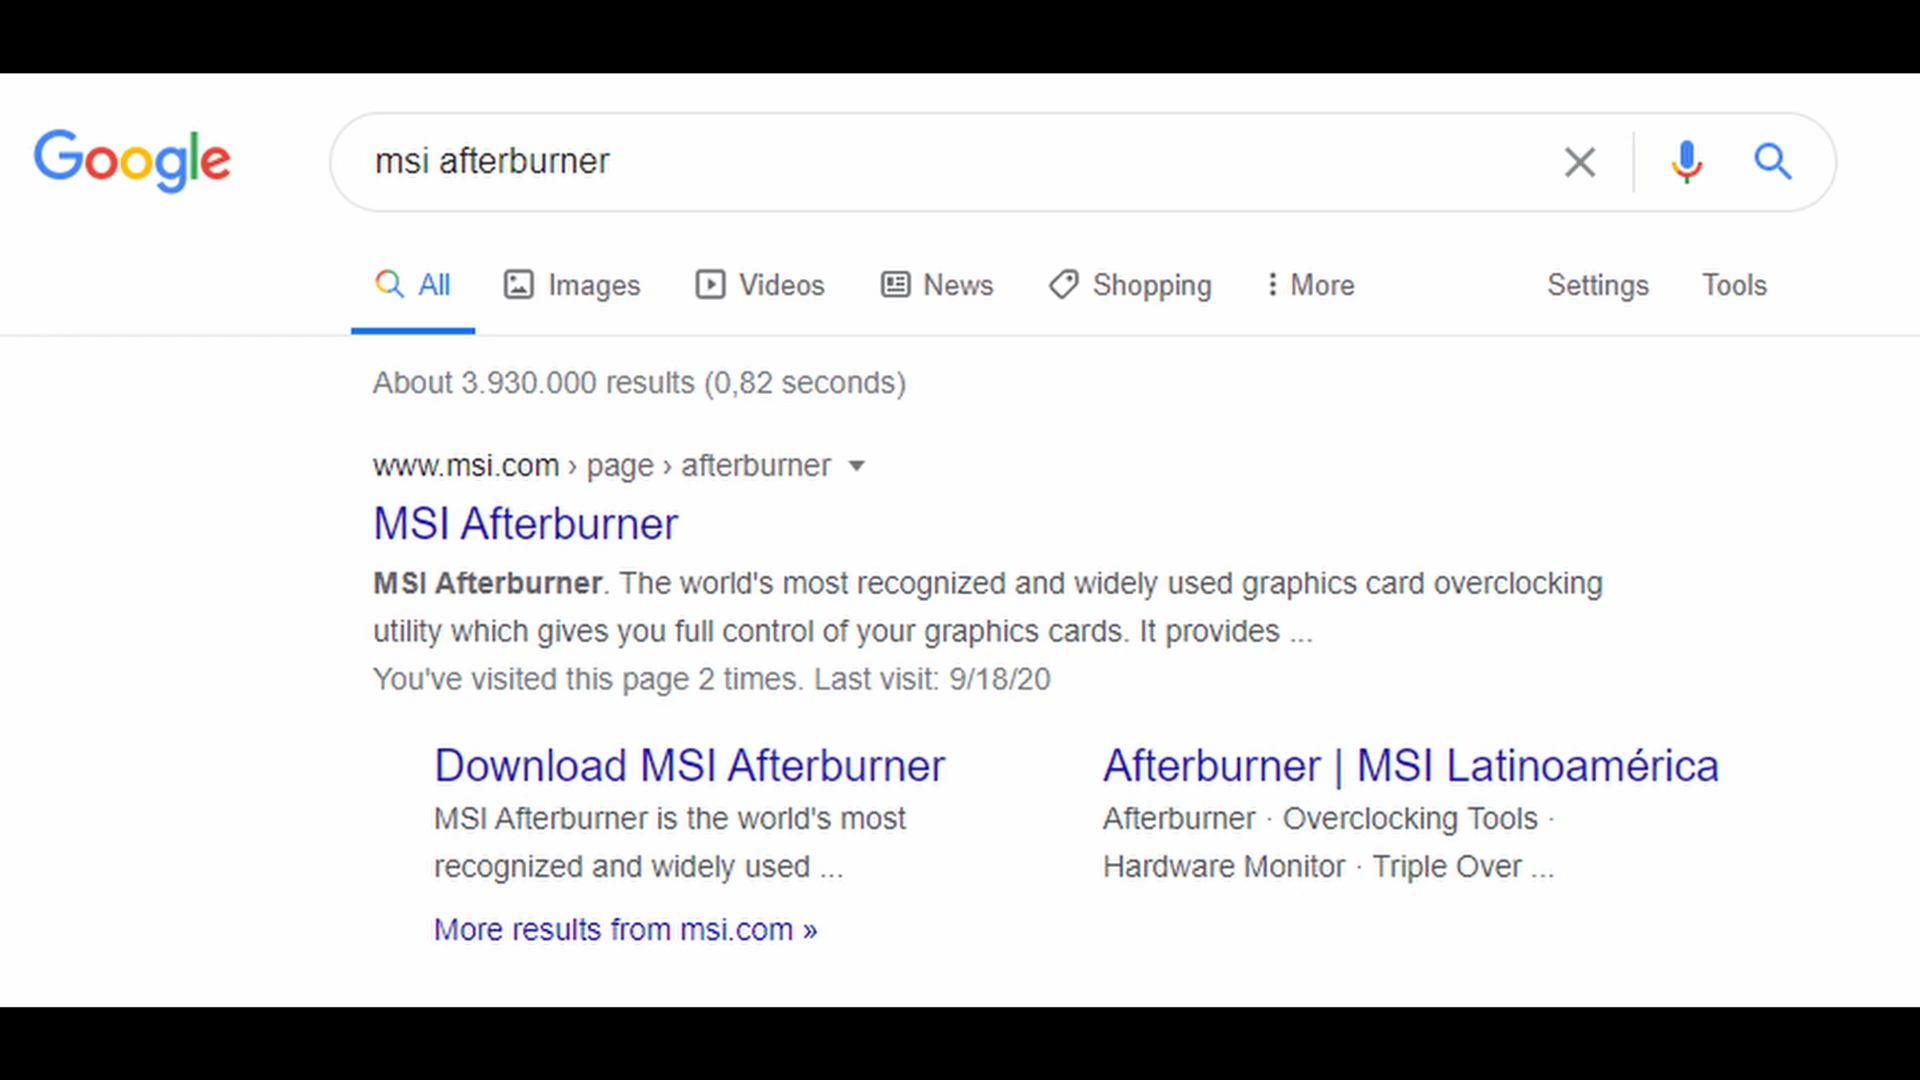 Google
msi afterburner
All Images Videos News Shopping More Settings Tools
About 3.930.000 results (0,82 seconds)
www.msi.com › page › afterburner
MSI Afterburner
MSI Afterburner. The world's most recognized and widely used graphics card overclocking
utility which gives you full control of your graphics cards. It provides ...
You've visited this page 2 times. Last visit: 9/18/20
Download MSI Afterburner
MSI Afterburner is the world's most
recognized and widely used ...
Afterburner | MSI Latinoamérica
Afterburner · Overclocking Tools ·
Hardware Monitor · Triple Over ...
More results from msi.com »